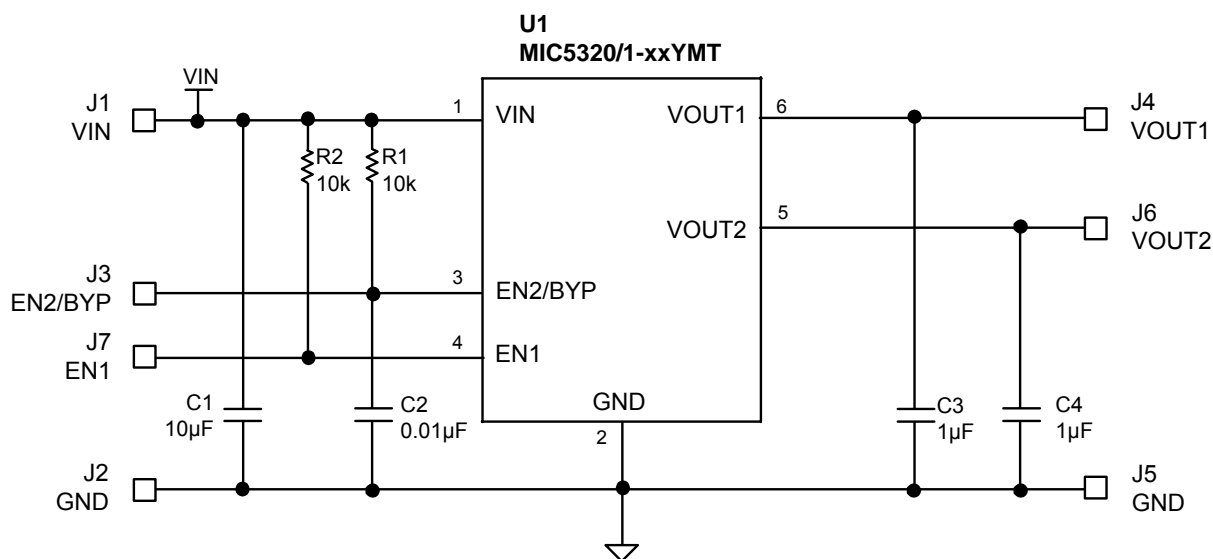 U1
MIC5320/1-xxYMT
VIN
J1
VIN
1
VIN
VOUT1
6
J4
VOUT1
R2
10k
R1
10k
VOUT2
5
J6
VOUT2
J3
EN2/BYP
3
EN2/BYP
J7
EN1
4
EN1
GND
2
C1
10µF
C2
0.01µF
C3
1µF
C4
1µF
J2
GND
J5
GND